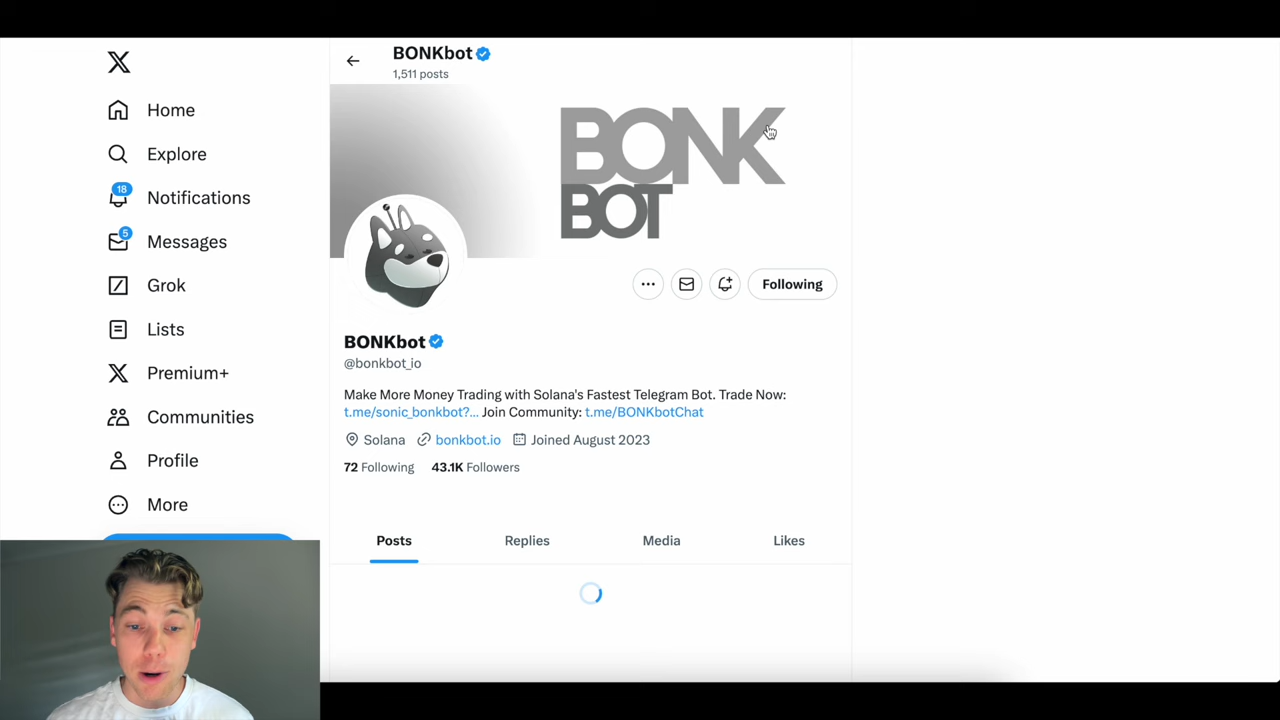 BONKbot
1,511 posts
Home
Explore
18
Notifications
5
Messages
Grok
Lists
Premium+
Communities
Profile
More
BONK
BOT
Following
BONKbot
@bonkbot_io
Make More Money Trading with Solana's Fastest Telegram Bot. Trade Now:
t.me/sonic_bonkbot?... Join Community: t.me/BONKbotChat
Solana bonkbot.io Joined August 2023
72 Following 43.1K Followers
Posts Replies Media Likes